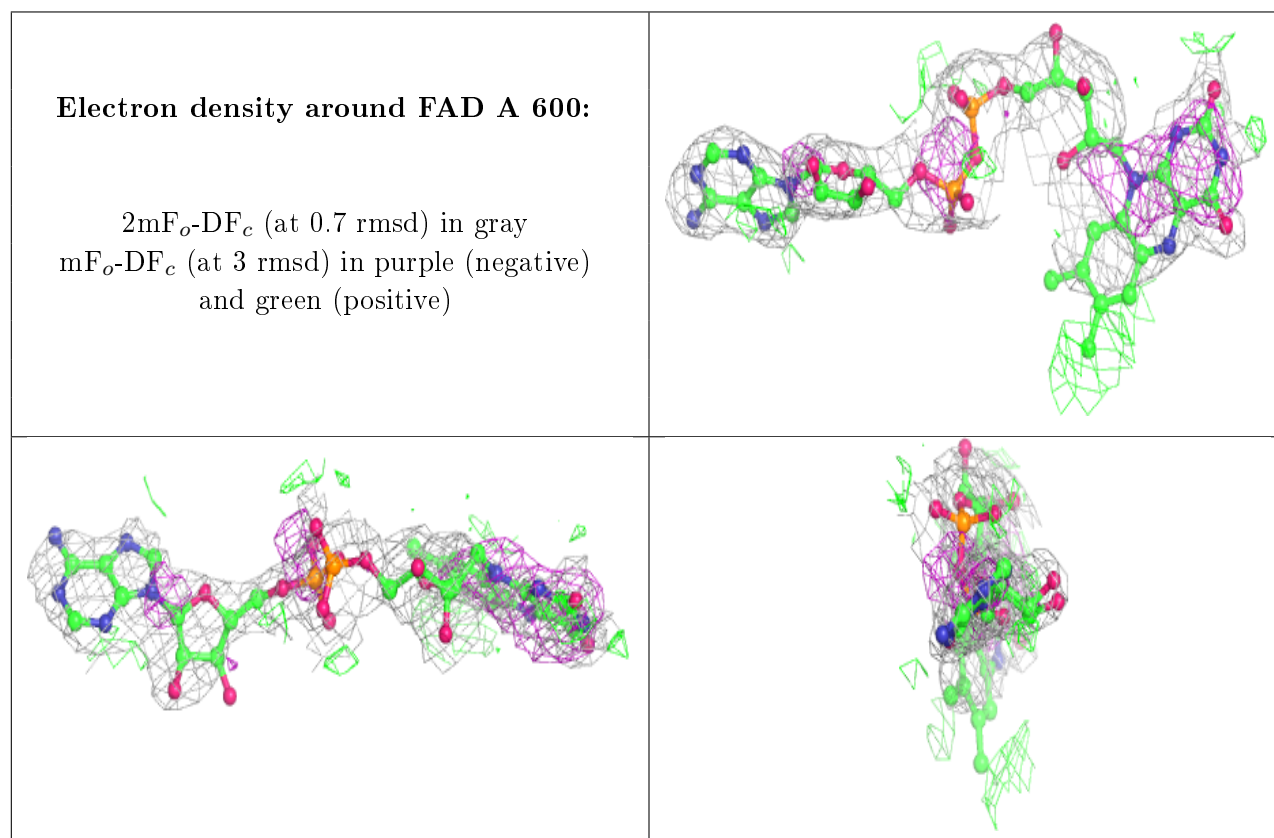 Electron density around FAD A 600:
2mFo-DFc (at 0.7 rmsd) in gray
mFo-DFc (at 3 rmsd) in purple (negative)
and green (positive)